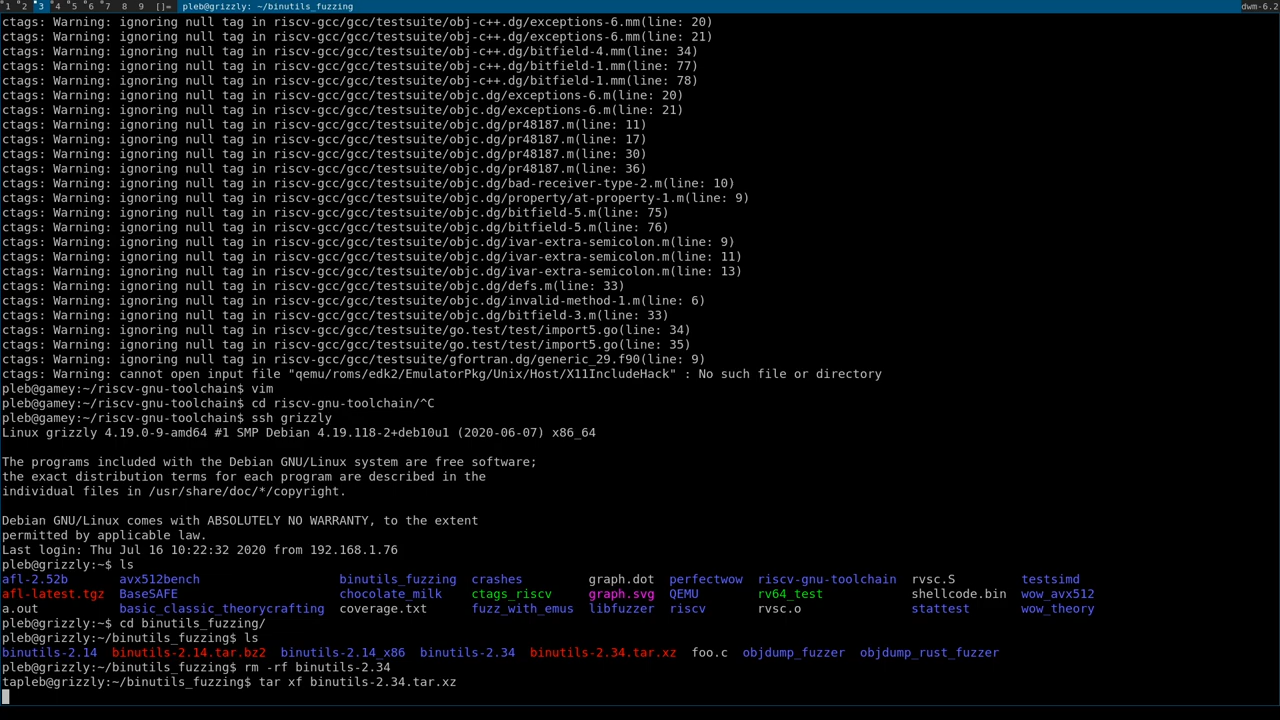 1 2 3 4 5 6 7 8 9 []= pleb@grizzly: ~/binutils_fuzzing dwm-6.2
ctags: Warning: ignoring null tag in riscv-gcc/gcc/testsuite/obj-c++.dg/exceptions-6.mm(line: 20)
ctags: Warning: ignoring null tag in riscv-gcc/gcc/testsuite/obj-c++.dg/exceptions-6.mm(line: 21)
ctags: Warning: ignoring null tag in riscv-gcc/gcc/testsuite/obj-c++.dg/bitfield-4.mm(line: 34)
ctags: Warning: ignoring null tag in riscv-gcc/gcc/testsuite/obj-c++.dg/bitfield-1.mm(line: 77)
ctags: Warning: ignoring null tag in riscv-gcc/gcc/testsuite/obj-c++.dg/bitfield-1.mm(line: 78)
ctags: Warning: ignoring null tag in riscv-gcc/gcc/testsuite/objc.dg/exceptions-6.m(line: 20)
ctags: Warning: ignoring null tag in riscv-gcc/gcc/testsuite/objc.dg/exceptions-6.m(line: 21)
ctags: Warning: ignoring null tag in riscv-gcc/gcc/testsuite/objc.dg/pr48187.m(line: 11)
ctags: Warning: ignoring null tag in riscv-gcc/gcc/testsuite/objc.dg/pr48187.m(line: 17)
ctags: Warning: ignoring null tag in riscv-gcc/gcc/testsuite/objc.dg/pr48187.m(line: 30)
ctags: Warning: ignoring null tag in riscv-gcc/gcc/testsuite/objc.dg/pr48187.m(line: 36)
ctags: Warning: ignoring null tag in riscv-gcc/gcc/testsuite/objc.dg/bad-receiver-type-2.m(line: 10)
ctags: Warning: ignoring null tag in riscv-gcc/gcc/testsuite/objc.dg/property/at-property-1.m(line: 9)
ctags: Warning: ignoring null tag in riscv-gcc/gcc/testsuite/objc.dg/bitfield-5.m(line: 75)
ctags: Warning: ignoring null tag in riscv-gcc/gcc/testsuite/objc.dg/bitfield-5.m(line: 76)
ctags: Warning: ignoring null tag in riscv-gcc/gcc/testsuite/objc.dg/ivar-extra-semicolon.m(line: 9)
ctags: Warning: ignoring null tag in riscv-gcc/gcc/testsuite/objc.dg/ivar-extra-semicolon.m(line: 11)
ctags: Warning: ignoring null tag in riscv-gcc/gcc/testsuite/objc.dg/ivar-extra-semicolon.m(line: 13)
ctags: Warning: ignoring null tag in riscv-gcc/gcc/testsuite/objc.dg/defs.m(line: 33)
ctags: Warning: ignoring null tag in riscv-gcc/gcc/testsuite/objc.dg/invalid-method-1.m(line: 6)
ctags: Warning: ignoring null tag in riscv-gcc/gcc/testsuite/objc.dg/bitfield-3.m(line: 33)
ctags: Warning: ignoring null tag in riscv-gcc/gcc/testsuite/go.test/test/import5.go(line: 34)
ctags: Warning: ignoring null tag in riscv-gcc/gcc/testsuite/go.test/test/import5.go(line: 35)
ctags: Warning: ignoring null tag in riscv-gcc/gcc/testsuite/gfortran.dg/generic_29.f90(line: 9)
ctags: Warning: cannot open input file "qemu/roms/edk2/EmulatorPkg/Unix/Host/X11IncludeHack" : No such file or directory
pleb@gamey:~/riscv-gnu-toolchain$ vim
pleb@gamey:~/riscv-gnu-toolchain$ cd riscv-gnu-toolchain/^C
pleb@gamey:~/riscv-gnu-toolchain$ ssh grizzly
Linux grizzly 4.19.0-9-amd64 #1 SMP Debian 4.19.118-2+deb10u1 (2020-06-07) x86_64
The programs included with the Debian GNU/Linux system are free software;
the exact distribution terms for each program are described in the
individual files in /usr/share/doc/*/copyright.
Debian GNU/Linux comes with ABSOLUTELY NO WARRANTY, to the extent
permitted by applicable law.
Last login: Thu Jul 16 10:22:32 2020 from 192.168.1.76
pleb@grizzly:~$ ls
afl-2.52b avx512bench binutils_fuzzing crashes graph.dot perfectwow riscv-gnu-toolchain rvsc.S testsimd
afl-latest.tgz BaseSAFE chocolate_milk ctags_riscv graph.svg QEMU rv64_test shellcode.bin wow_avx512
a.out basic_classic_theorycrafting coverage.txt fuzz_with_emus libfuzzer riscv rvsc.o stattest wow_theory
pleb@grizzly:~$ cd binutils_fuzzing/
pleb@grizzly:~/binutils_fuzzing$ ls
binutils-2.14 binutils-2.14.tar.bz2 binutils-2.14_x86 binutils-2.34 binutils-2.34.tar.xz foo.c objdump_fuzzer objdump_rust_fuzzer
pleb@grizzly:~/binutils_fuzzing$ rm -rf binutils-2.34
tapleb@grizzly:~/binutils_fuzzing$ tar xf binutils-2.34.tar.xz